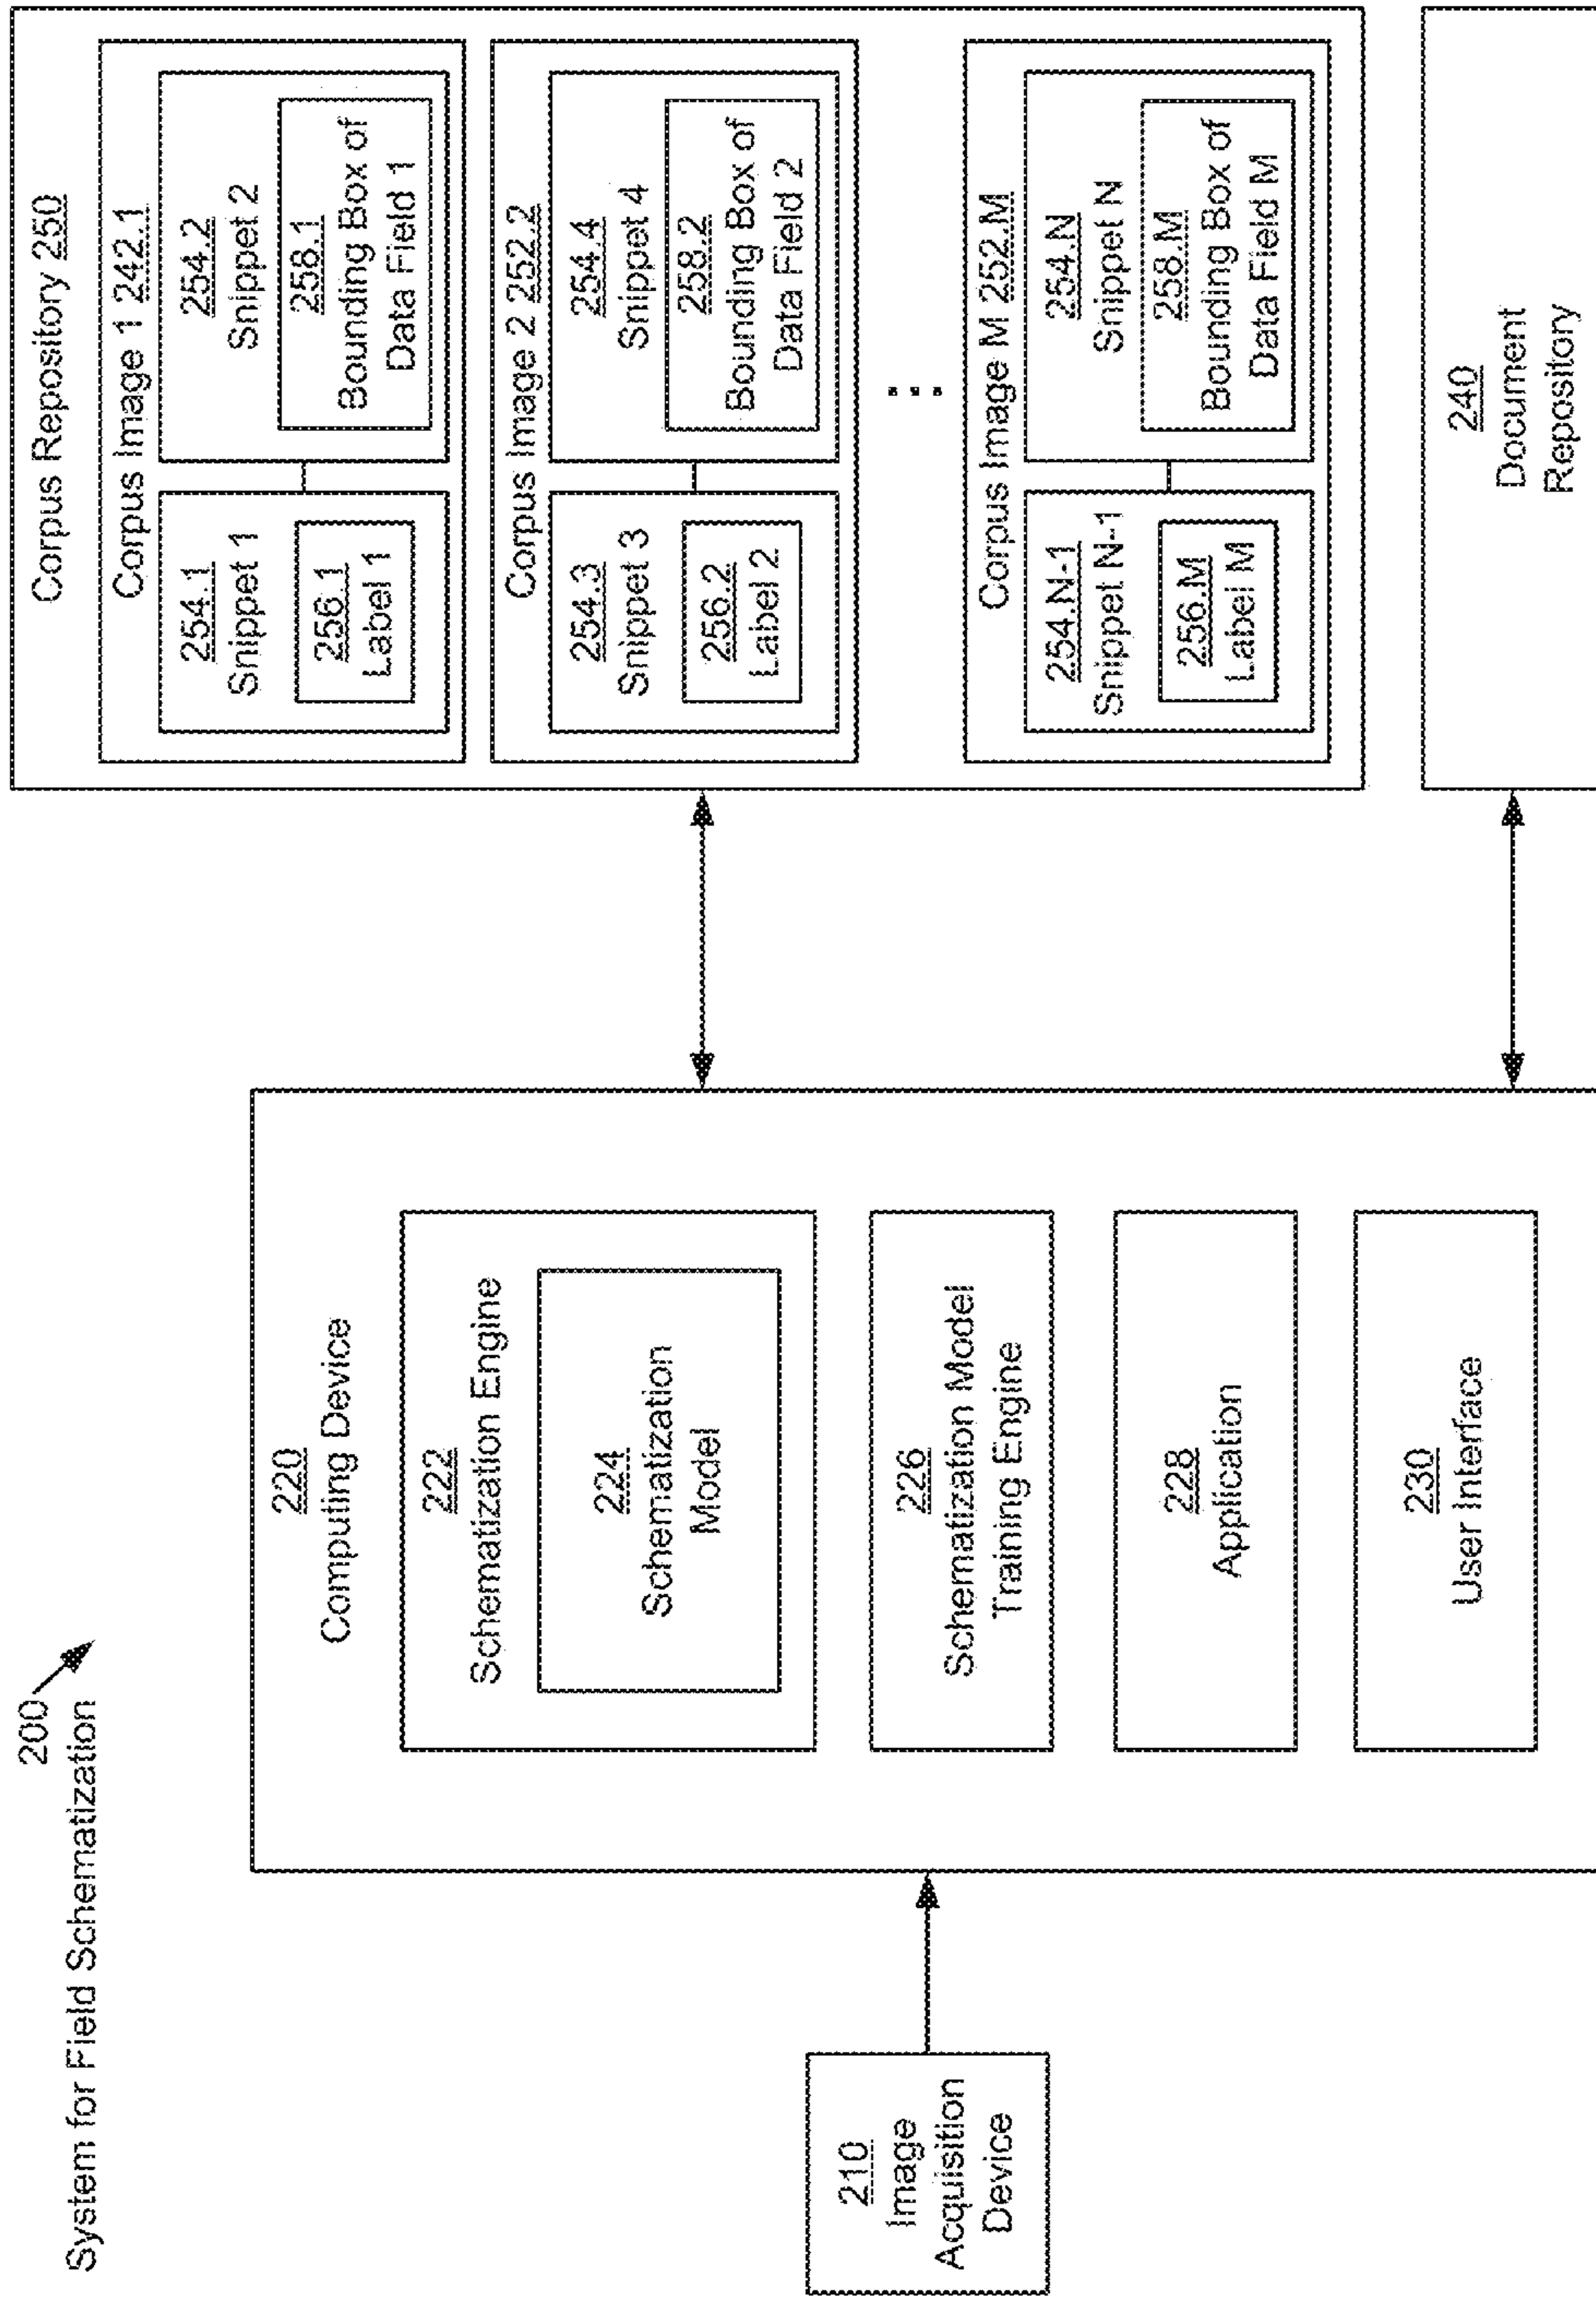 200
System for Field Schematization
210
Image
Acquisition
Device
220
Computing Device
222
Schematization Engine
224
Schematization
Model
226
Schematization Model
Training Engine
228
Application
230
User Interface
Corpus Repository 250
Corpus Image 1 242.1
254.1
Snippet 1
256.1
Label 1
254.2
Snippet 2
258.1
Bounding Box of
Data Field 1
Corpus Image 2 252.2
254.3
Snippet 3
256.2
Label 2
254.4
Snippet 4
258.2
Bounding Box of
Data Field 2
...
Corpus Image M 252.M
254.N-1
Snippet N-1
256.M
Label M
254.N
Snippet N
258.M
Bounding Box of
Data Field M
240
Document
Repository